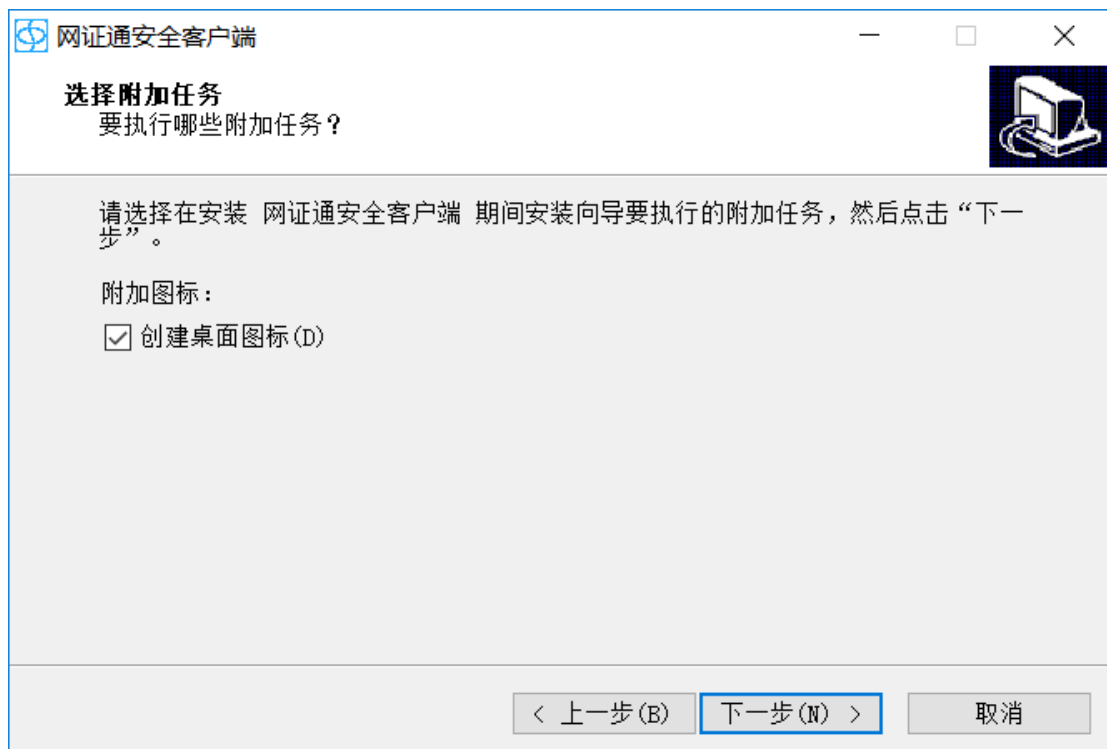 网证通安全客户端
选择附加任务
要执行哪些附加任务？
请选择在安装 网证通安全客户端 期间安装向导要执行的附加任务，然后点击“下一
步”。
附加图标：
创建桌面图标(D)
< 上一步(B)
下一步(N) >
取消